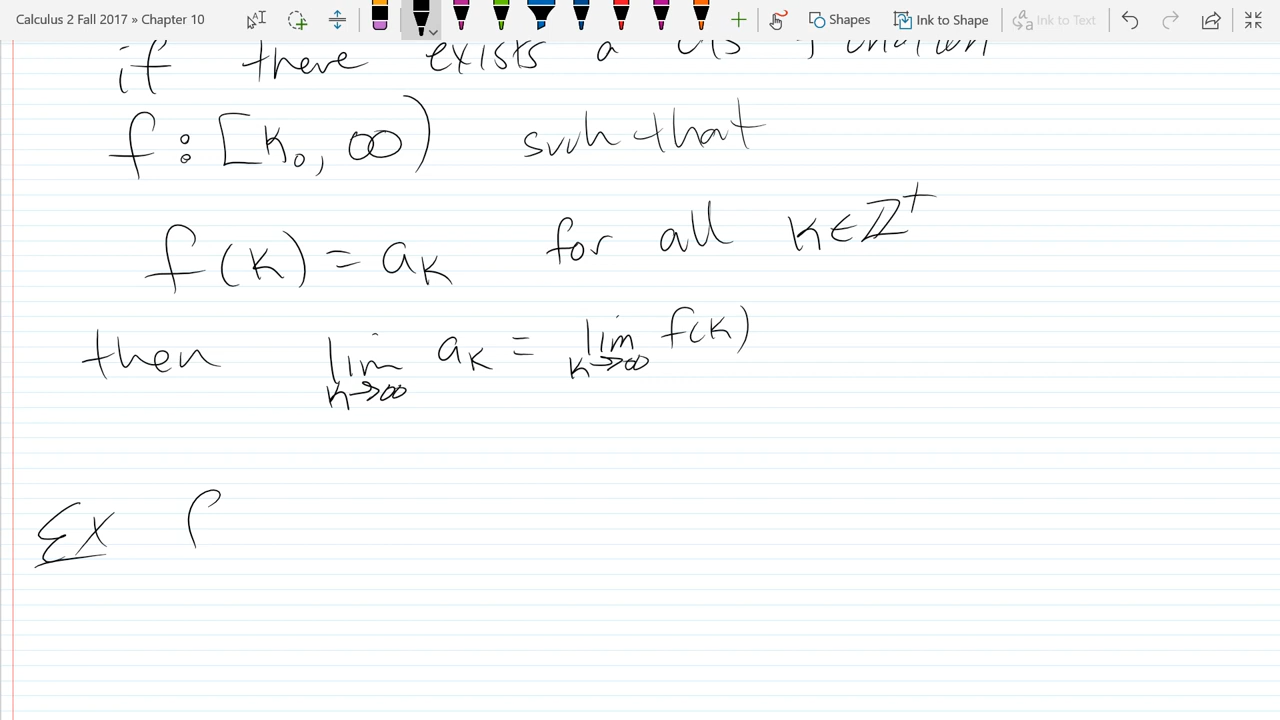 Calculus 2 Fall 2017 » Chapter 10
Shapes
Ink to Shape
Ink to Text
if there exists a
f : [k₀, ∞) such that
f(k) = aₖ for all k ∈ ℤ⁺
then lim aₖ = lim f(k)
k→∞ k→∞
Ex